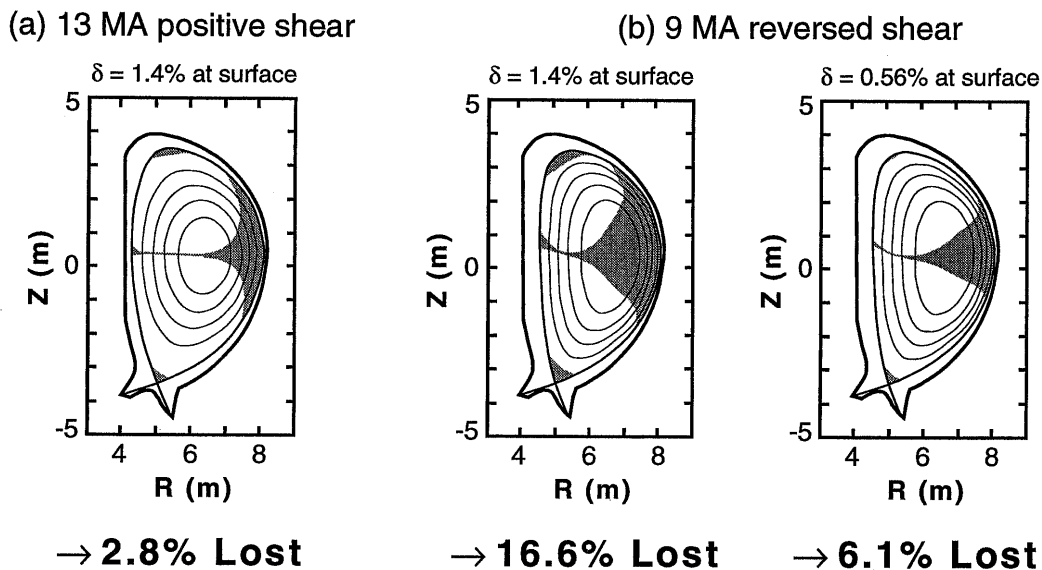 (a) 13 MA positive shear
(b) 9 MA reversed shear
δ = 1.4% at surface
δ = 1.4% at surface
δ = 0.56% at surface
5
0
-5
Z (m)
4 6 8
R (m)
5
0
-5
Z (m)
4 6 8
R (m)
5
0
-5
Z (m)
4 6 8
R (m)
→ 2.8% Lost
→ 16.6% Lost
→ 6.1% Lost